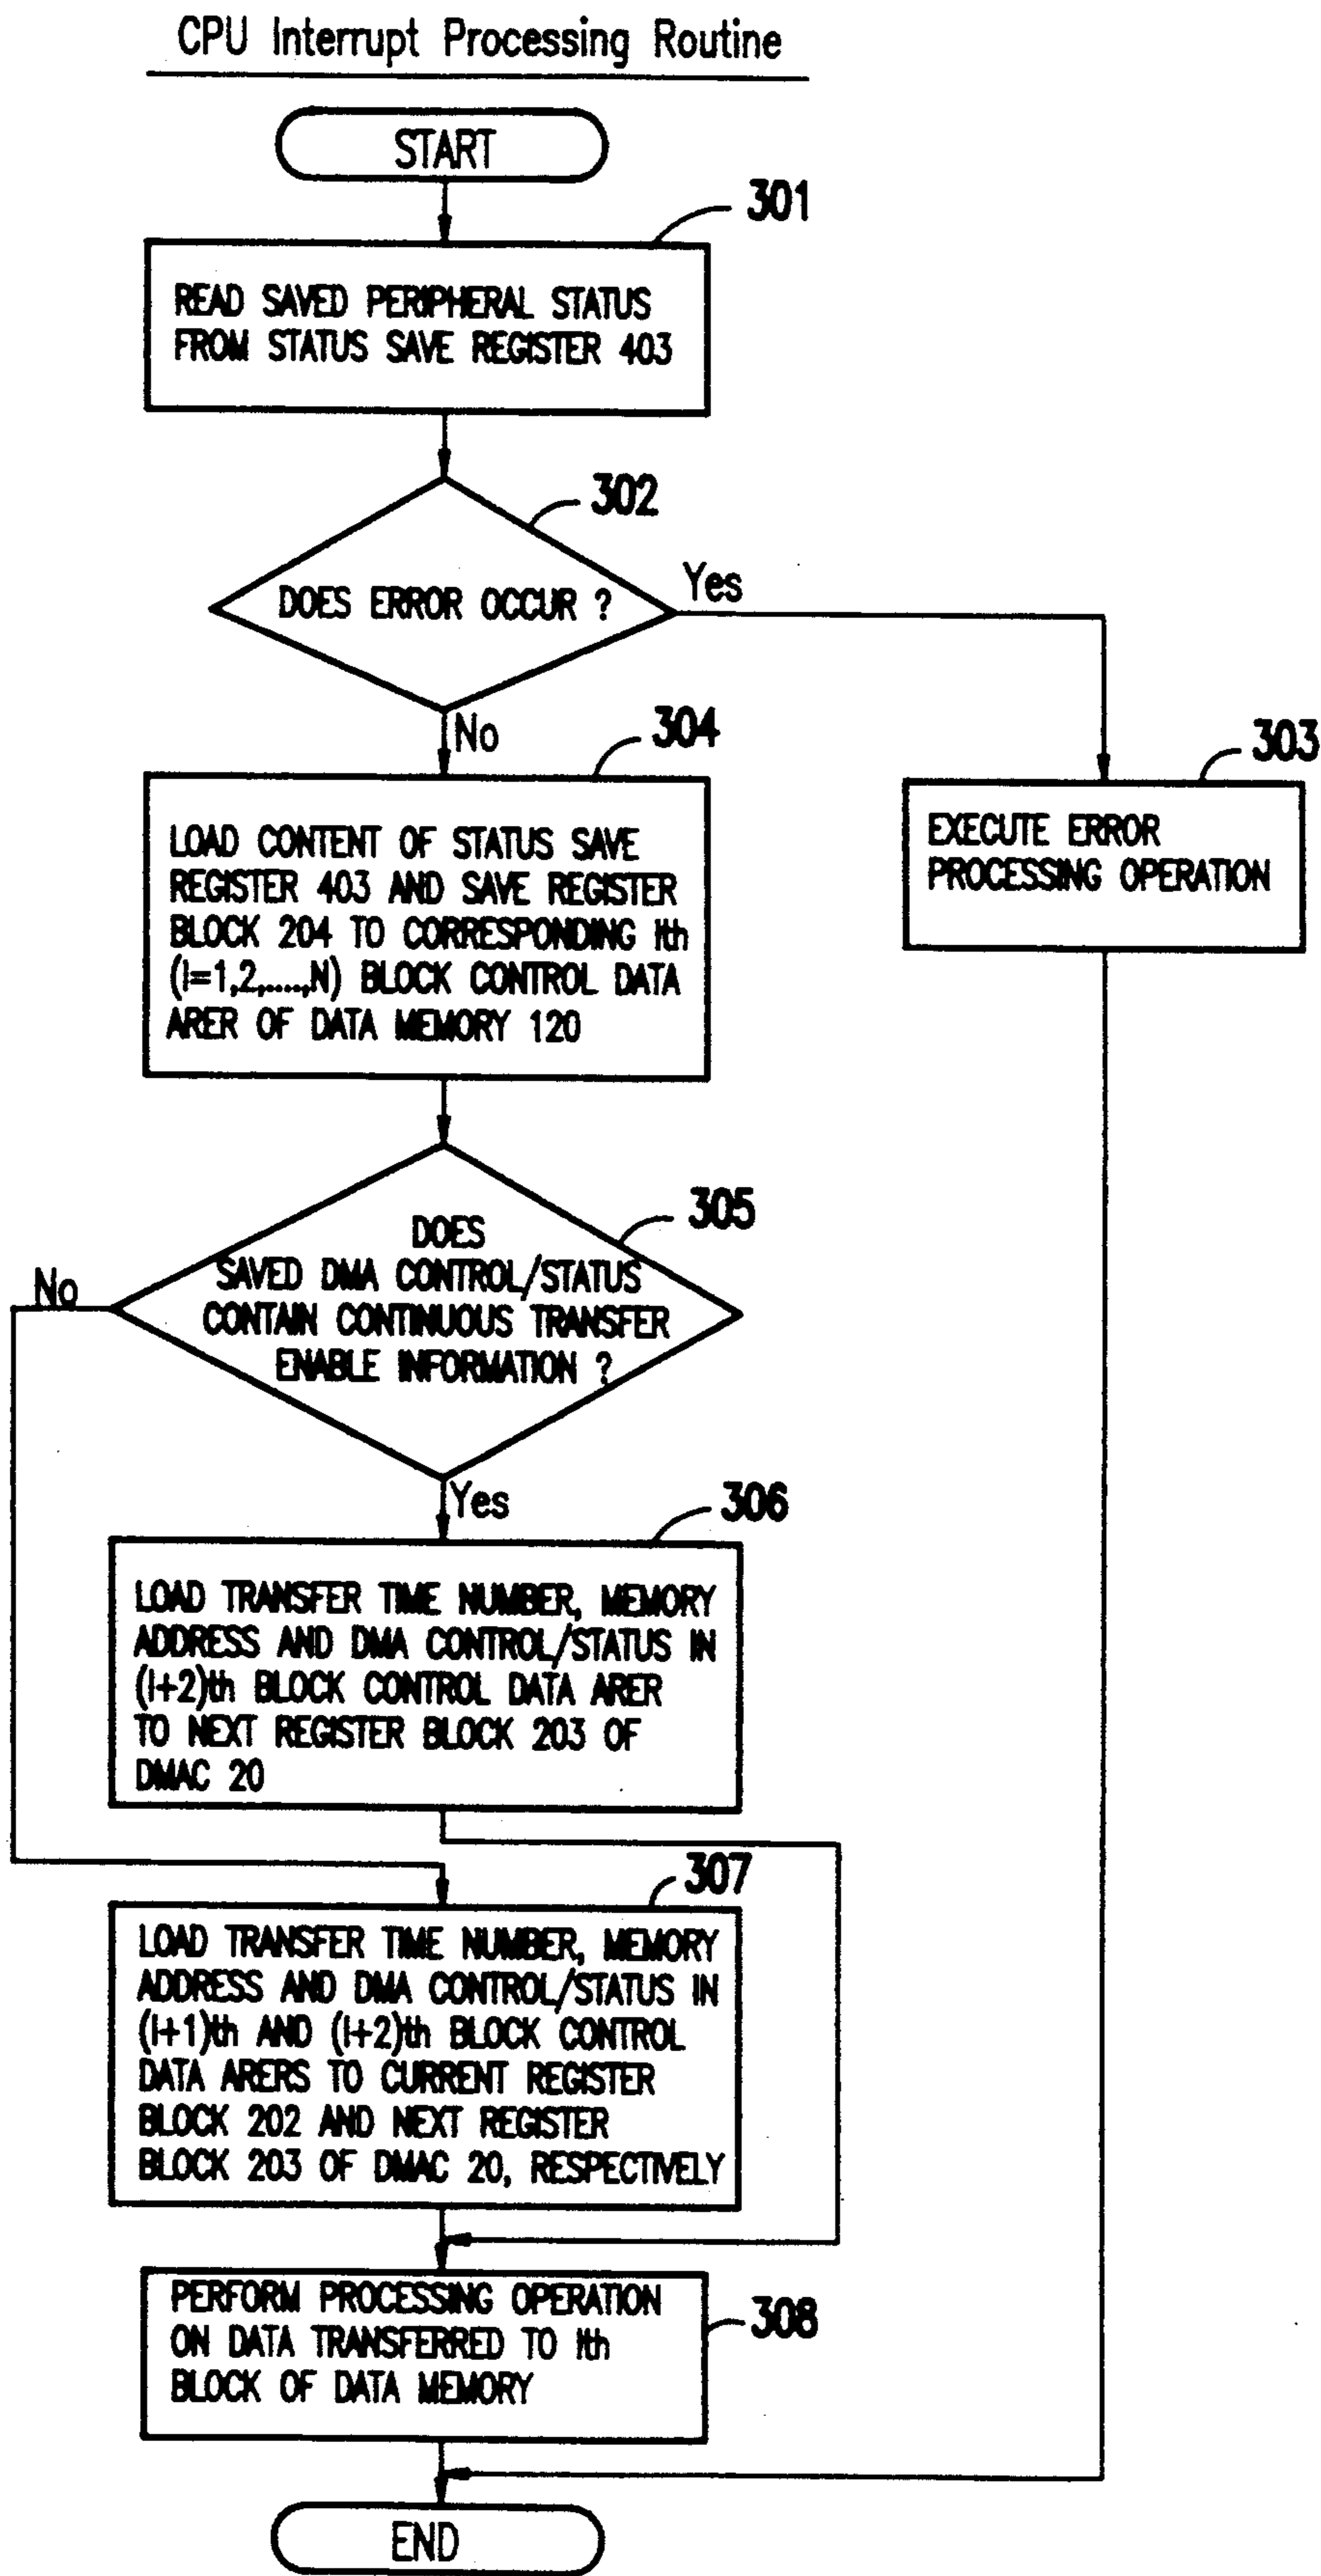 CPU Interrupt Processing Routine
START
301
READ SAVED PERIPHERAL STATUS
FROM STATUS SAVE REGISTER 403
302
DOES ERROR OCCUR ?
Yes
No
304
303
LOAD CONTENT OF STATUS SAVE
REGISTER 403 AND SAVE REGISTER
BLOCK 204 TO CORRESPONDING Ith
(I=1,2,....,N) BLOCK CONTROL DATA
ARER OF DATA MEMORY 120
EXECUTE ERROR
PROCESSING OPERATION
305
DOES
SAVED DMA CONTROL/STATUS
CONTAIN CONTINUOUS TRANSFER
ENABLE INFORMATION ?
No
Yes
306
LOAD TRANSFER TIME NUMBER, MEMORY
ADDRESS AND DMA CONTROL/STATUS IN
(I+2)th BLOCK CONTROL DATA ARER
TO NEXT REGISTER BLOCK 203 OF
DMAC 20
307
LOAD TRANSFER TIME NUMBER, MEMORY
ADDRESS AND DMA CONTROL/STATUS IN
(I+1)th AND (I+2)th BLOCK CONTROL
DATA ARERS TO CURRENT REGISTER
BLOCK 202 AND NEXT REGISTER
BLOCK 203 OF DMAC 20, RESPECTIVELY
308
PERFORM PROCESSING OPERATION
ON DATA TRANSFERRED TO Ith
BLOCK OF DATA MEMORY
END